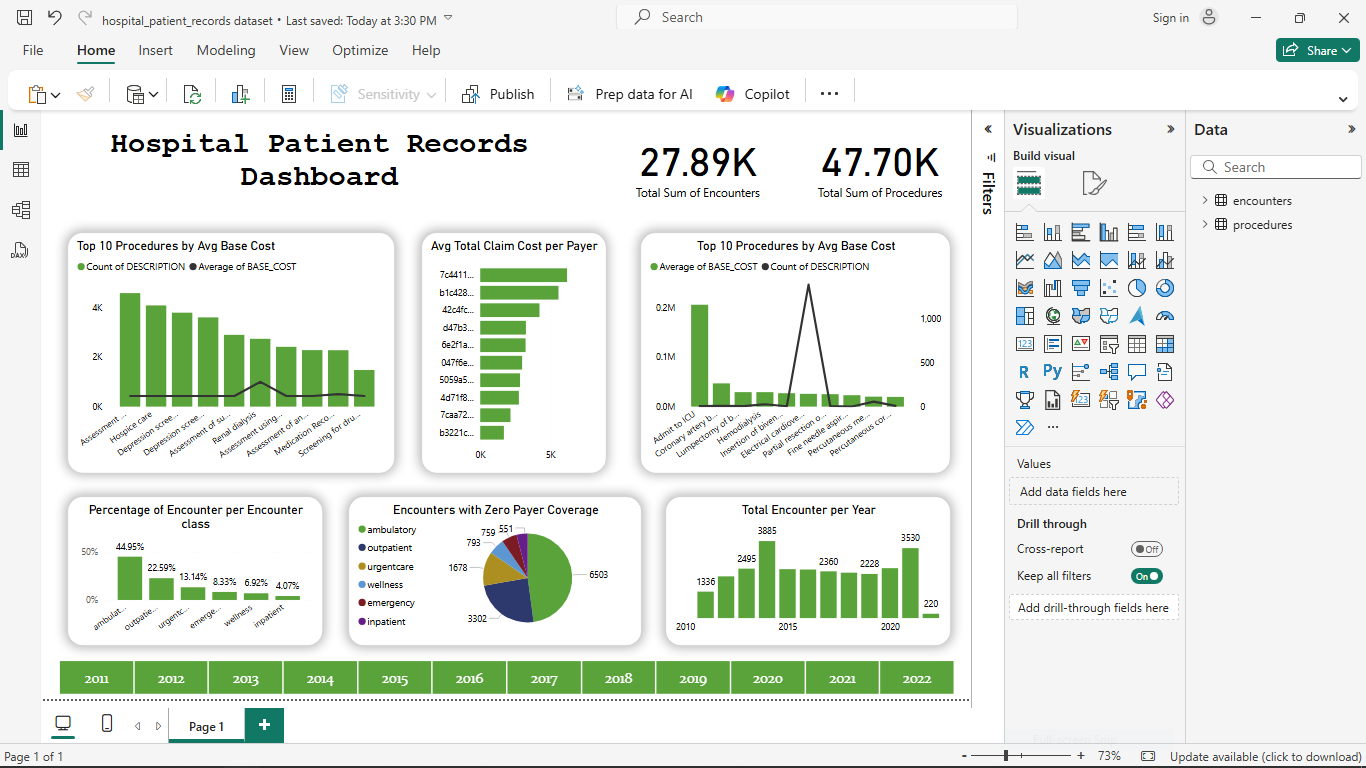 hospital_patient_records dataset • Last saved: Today at 3:30 PM
Search
Sign in
File Home Insert Modeling View Optimize Help
Share
Sensitivity
Publish
Prep data for AI
Copilot
Hospital Patient Records
Dashboard
27.89K
Total Sum of Encounters
47.70K
Total Sum of Procedures
Top 10 Procedures by Avg Base Cost
Count of DESCRIPTION Average of BASE_COST
4K
2K
0K
Assessment ...
Hospice care
Depression scree...
Depression scree...
Assessment of su...
Renal dialysis
Assessment using...
Assessment of an...
Medication Reco...
Screening for dru...
Avg Total Claim Cost per Payer
7c4411...
b1c428...
42c4fc...
d47b3...
6e2f1a...
047f6e...
5059a5...
4d71f8...
7caa72...
b3221c...
0K 5K
Top 10 Procedures by Avg Base Cost
Average of BASE_COST Count of DESCRIPTION
0.2M
0.1M
0.0M
1,000
500
0
Admit to ICU
Coronary artery b...
Lumpectomy of b...
Hemodialysis
Insertion of biven...
Electrical cardiove...
Partial resection o...
Fine needle aspir...
Percutaneous me...
Percutaneous cor...
Percentage of Encounter per Encounter
class
50%
0%
44.95%
22.59%
13.14%
8.33%
6.92%
4.07%
ambulat...
outpatie...
urgentc...
emerge...
wellness
inpatient
Encounters with Zero Payer Coverage
ambulatory
outpatient
urgentcare
wellness
emergency
inpatient
551
759
793
1678
3302
6503
Total Encounter per Year
1336
2495
3885
2360
2228
3530
220
2010 2015 2020
2011 2012 2013 2014 2015 2016 2017 2018 2019 2020 2021 2022
Filters
Visualizations
Build visual
123
R
Py
123
Values
Add data fields here
Drill through
Cross-report
Off
Keep all filters
On
Add drill-through fields here
Data
Search
encounters
procedures
DAX
Page 1
Page 1 of 1
- + 73%
Update available (click to download)